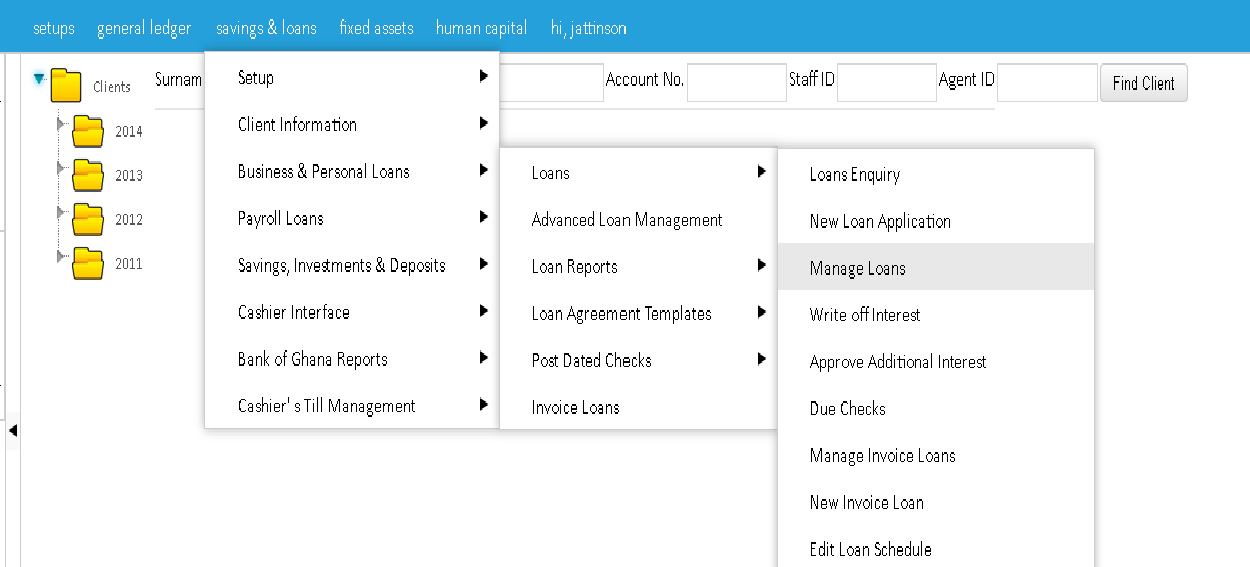 setups general ledger savings & loans fixed assets human capital hi, jattinson
Clients
2014
2013
2012
2011
Surnam
Account No.
Staff ID
Agent ID
Find Client
Setup
Client Information
Business & Personal Loans
Payroll Loans
Savings, Investments & Deposits
Cashier Interface
Bank of Ghana Reports
Cashier' s Till Management
Loans
Advanced Loan Management
Loan Reports
Loan Agreement Templates
Post Dated Checks
Invoice Loans
Loans Enquiry
New Loan Application
Manage Loans
Write off Interest
Approve Additional Interest
Due Checks
Manage Invoice Loans
New Invoice Loan
Edit Loan Schedule